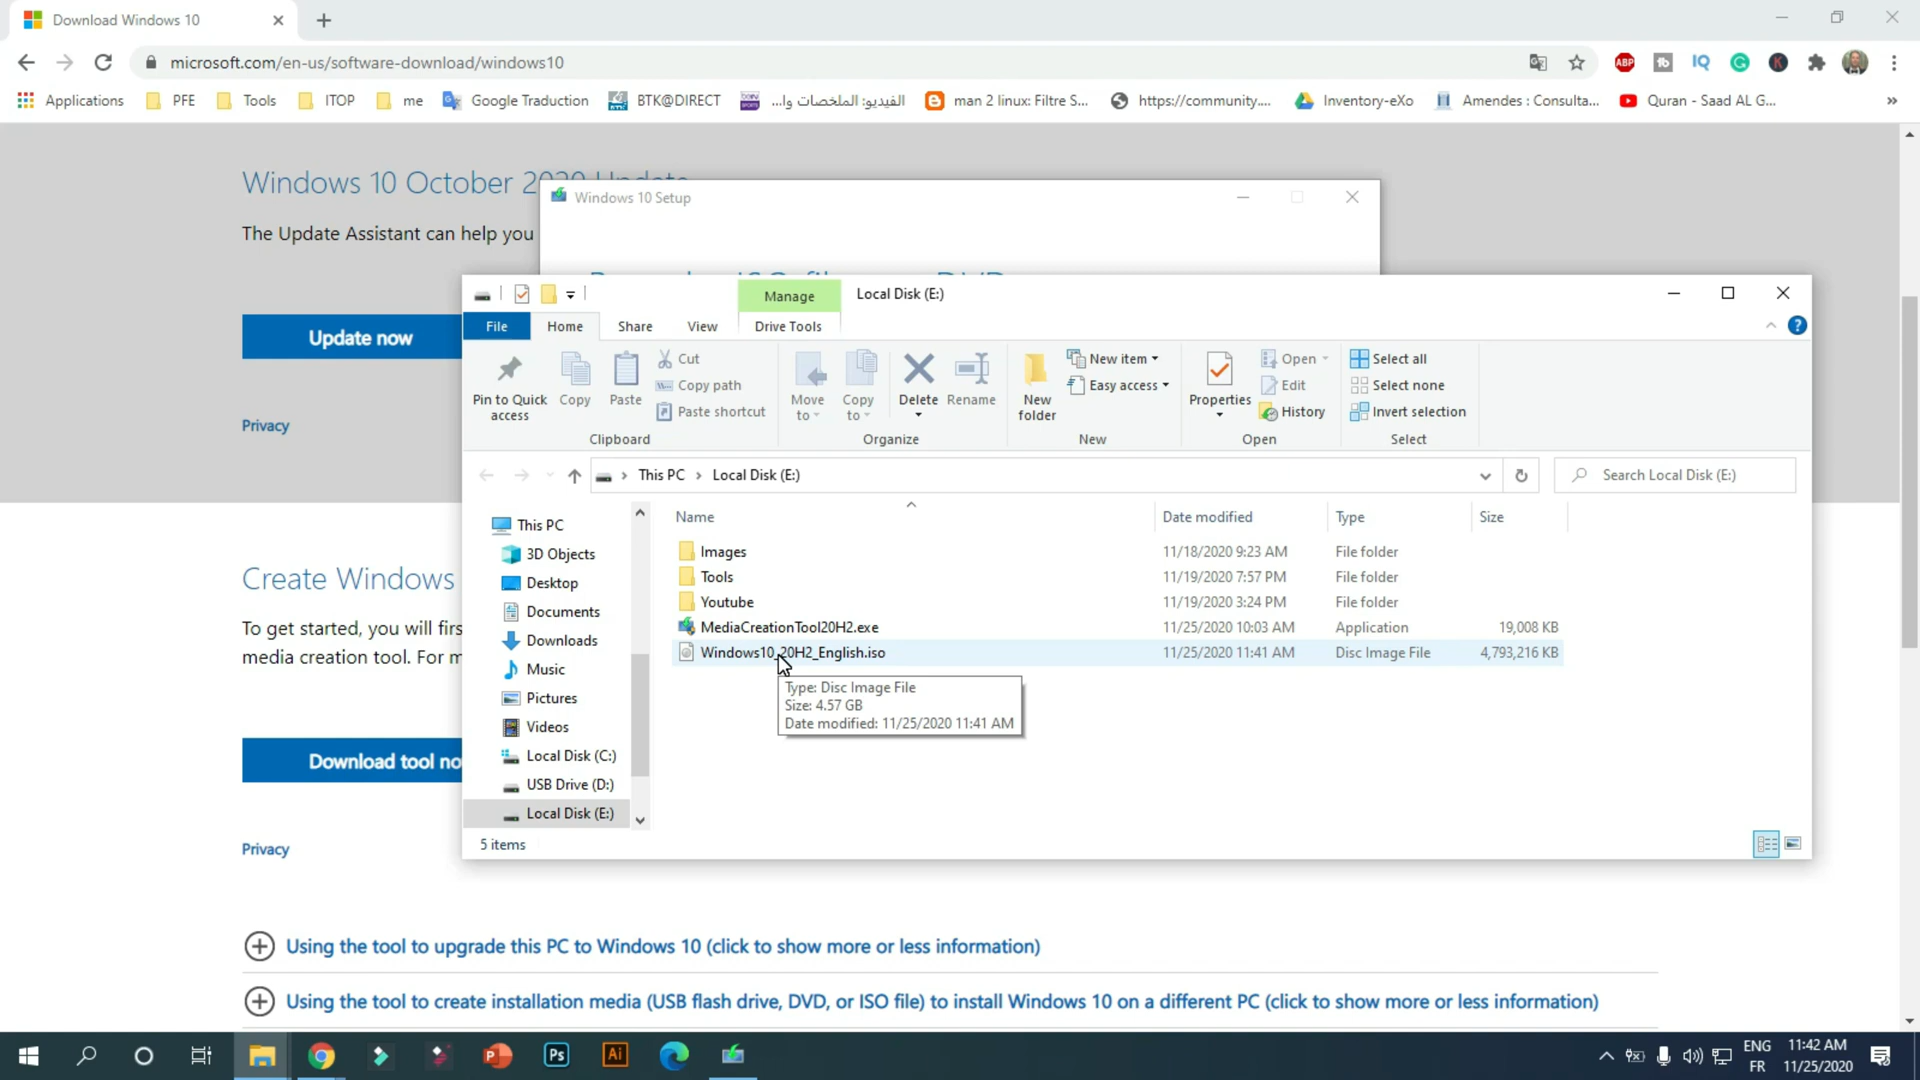 Download Windows 10
microsoft.com/en-us/software-download/windows10
ABP
IQ
Applications
PFE
Tools
ITOP
me
Google Traduction
BTK@DIRECT
الفيديو: الملخصات وا...
man 2 linux: Filtre S...
https://community....
Inventory-eXo
Amendes : Consulta...
Quran - Saad AL G...
»
Windows 10 October 2020 Update
The Update Assistant can help you
Update now
Privacy
Windows 10 Setup
Manage
Local Disk (E:)
File
Home
Share
View
Drive Tools
Pin to Quick
access
Copy
Paste
Cut
Copy path
Paste shortcut
Clipboard
Move
to
Copy
to
Delete
Rename
Organize
New
folder
New item
Easy access
New
Properties
Open
Edit
History
Open
Select all
Select none
Invert selection
Select
This PC
Local Disk (E:)
Search Local Disk (E:)
This PC
3D Objects
Desktop
Documents
Downloads
Music
Pictures
Videos
Local Disk (C:)
USB Drive (D:)
Local Disk (E:)
Name Date modified Type Size
Images 11/18/2020 9:23 AM File folder
Tools 11/19/2020 7:57 PM File folder
Youtube 11/19/2020 3:24 PM File folder
MediaCreationTool20H2.exe 11/25/2020 10:03 AM Application 19,008 KB
Windows10_20H2_English.iso 11/25/2020 11:41 AM Disc Image File 4,793,216 KB
Type: Disc Image File
Size: 4.57 GB
Date modified: 11/25/2020 11:41 AM
5 items
Create Windows
To get started, you will firs
media creation tool. For m
Download tool no
Privacy
Using the tool to upgrade this PC to Windows 10 (click to show more or less information)
Using the tool to create installation media (USB flash drive, DVD, or ISO file) to install Windows 10 on a different PC (click to show more or less information)
Ps
Ai
ENG
FR
11:42 AM
11/25/2020